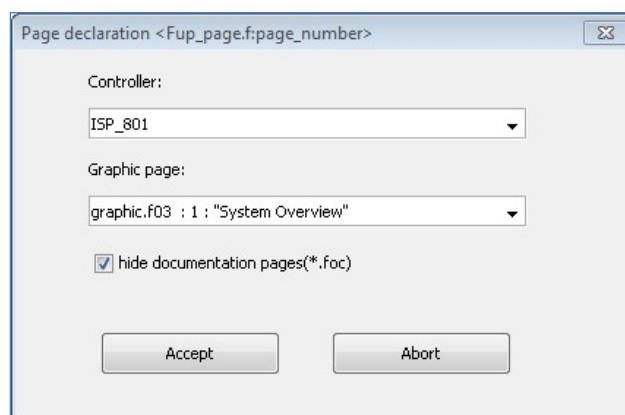 Page declaration <Fup_page.f:page_number>
Controller:
ISP_801
Graphic page:
graphic.f03 : 1 : "System Overview"
hide documentation pages(*.foc)
Accept Abort